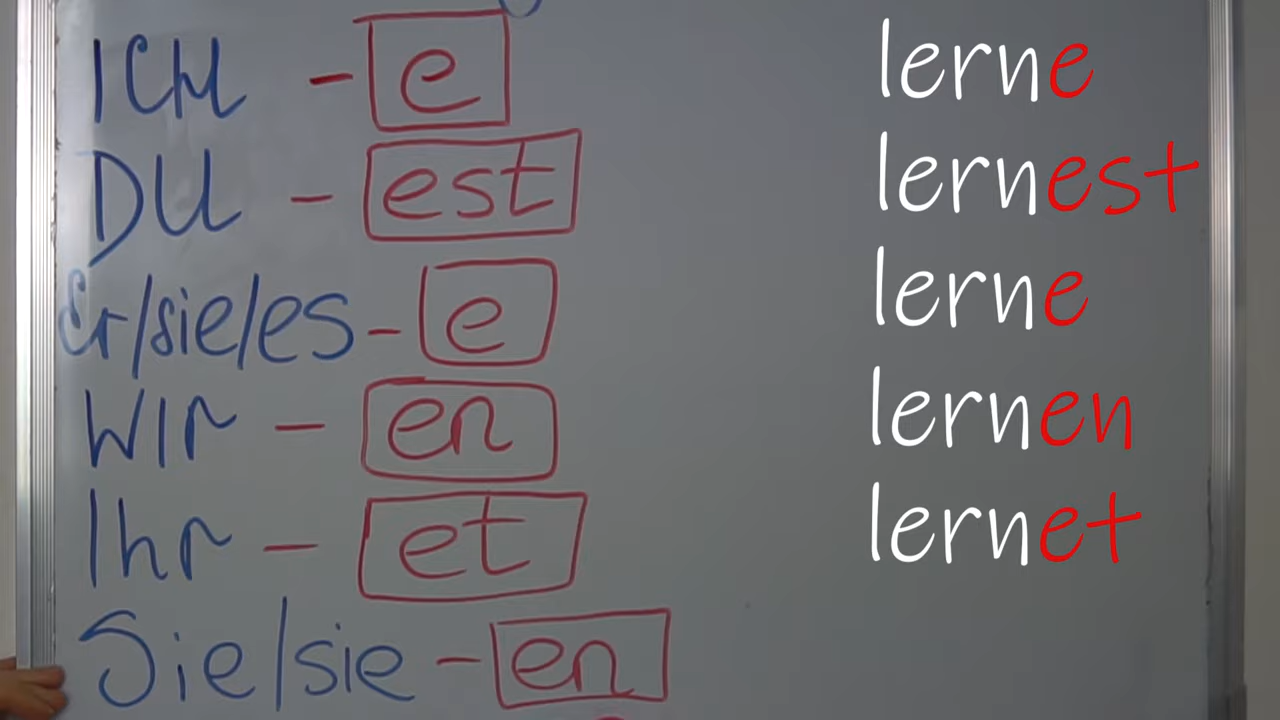 ICH - e lerne
DU - est lernest
Er/sie/es - e lerne
Wir - en lernen
Ihr - et lernet
Sie/sie - en